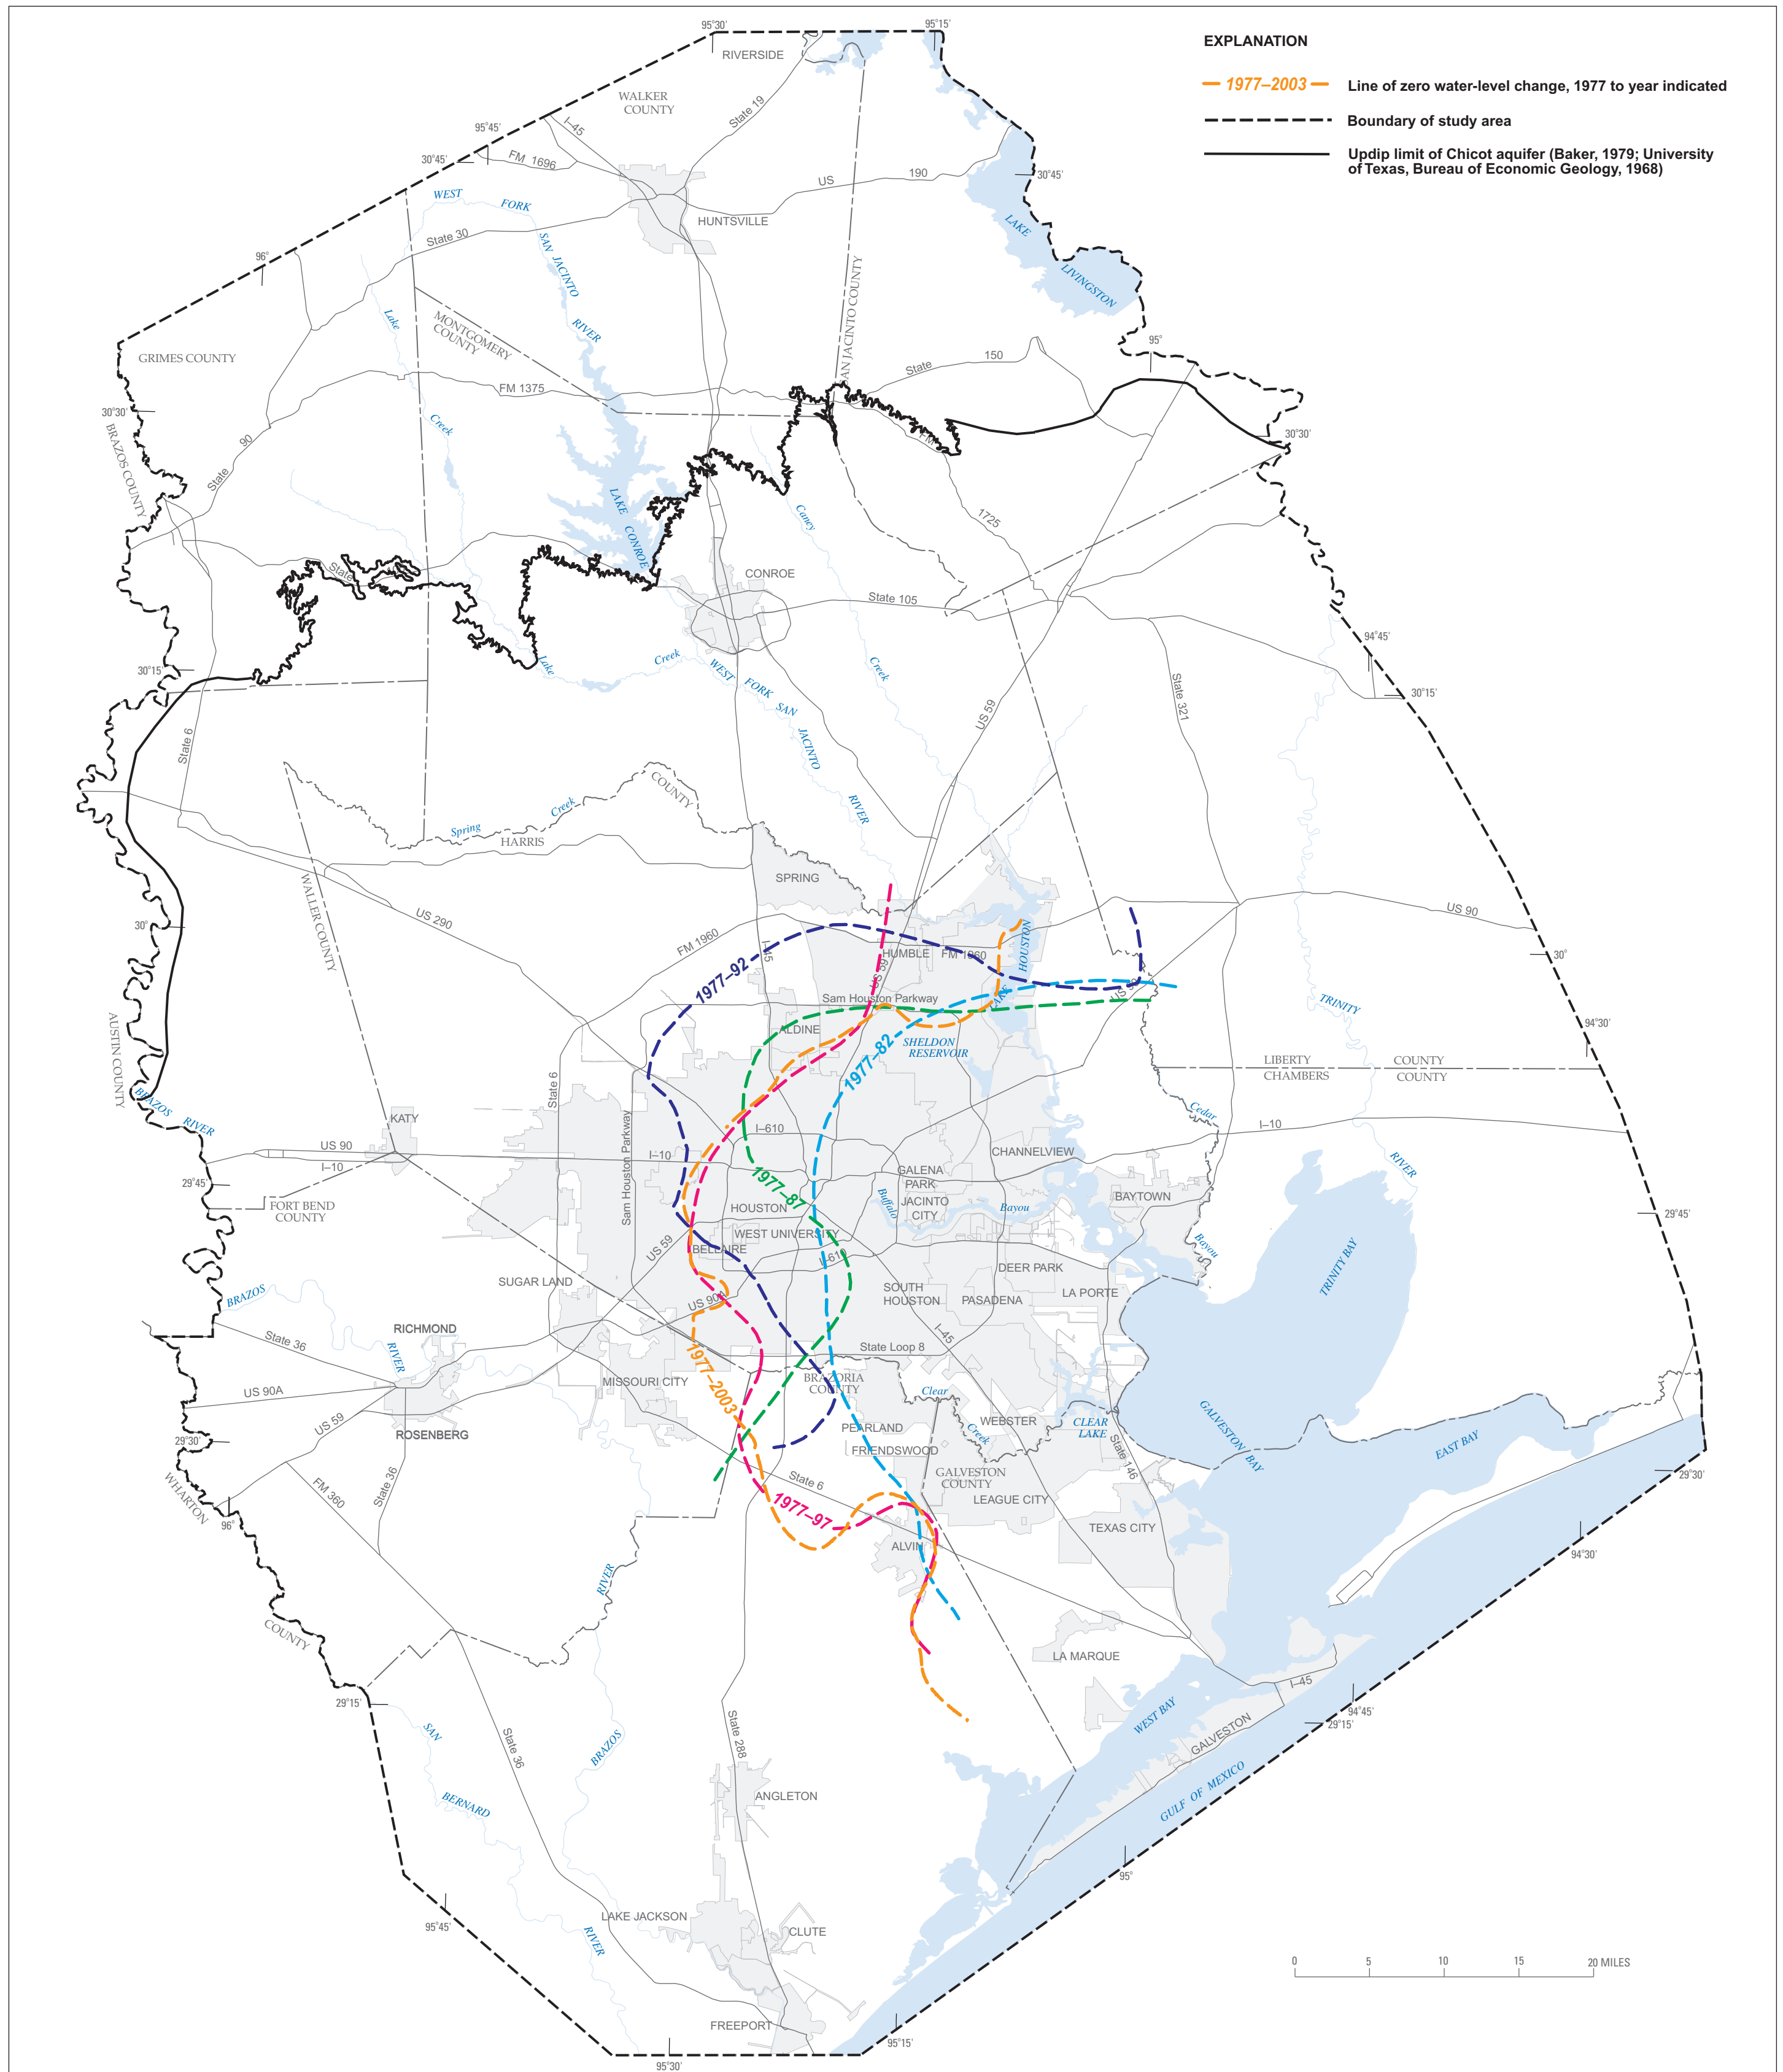 95°30'
95°15'
EXPLANATION
1977–2003
Line of zero water-level change, 1977 to year indicated
Boundary of study area
Updip limit of Chicot aquifer (Baker, 1979; University
of Texas, Bureau of Economic Geology, 1968)
RIVERSIDE
WALKER
COUNTY
State 19
I–45
95°45'
30°45'
FM 1696
US
190
30°45'
WEST
FORK
SAN JACINTO
RIVER
HUNTSVILLE
State 30
LAKE
LIVINGSTON
96°
SAN JACINTO COUNTY
Lake
Creek
MONTGOMERY
COUNTY
GRIMES COUNTY
State
150
95°
FM 1375
30°30'
BRAZOS COUNTY
State
90
FM
1725
30°30'
LAKE
CONROE
Caney
Creek
State
CONROE
State 105
94°45'
30°15'
Lake
Creek
WEST
FORK
SAN
JACINTO
RIVER
State 321
30°15'
US 59
State 6
COUNTY
Spring
Creek
HARRIS
SPRING
WALLER COUNTY
US 290
US 90
30°
FM 1960
I–45
HUMBLE
FM 1960
HOUSTON
LAKE
30°
1977–92
US 59
US 90
Sam Houston Parkway
ALDINE
1977–82
SHELDON
RESERVOIR
TRINITY
RIVER
94°30'
AUSTIN COUNTY
LIBERTY
COUNTY
CHAMBERS
COUNTY
BRAZOS
RIVER
State 6
Sam Houston Parkway
KATY
Cedar
Bayou
I–10
US 90
I–10
I–610
I–10
CHANNELVIEW
GALENA
PARK
1977–87
JACINTO
CITY
Buffalo
Bayou
BAYTOWN
29°45'
FORT BEND
COUNTY
HOUSTON
29°45'
WEST UNIVERSITY
BELLAIRE
I–610
US 59
DEER PARK
TRINITY BAY
SUGAR LAND
SOUTH
HOUSTON
PASADENA
LA PORTE
BRAZOS
RIVER
US 90A
RICHMOND
State 36
I–45
State Loop 8
1977–2003
MISSOURI CITY
BRAZORIA
COUNTY
US 90A
Clear
Creek
WEBSTER
CLEAR
LAKE
US 59
PEARLAND
FRIENDSWOOD
State 146
GALVESTON BAY
EAST BAY
29°30'
ROSENBERG
WHARTON
COUNTY
FM 360
State 36
State 6
GALVESTON
COUNTY
LEAGUE CITY
29°30'
96°
1977–97
TEXAS CITY
ALVIN
94°30'
RIVER
LA MARQUE
I–45
29°15'
SAN
BERNARD
RIVER
State 36
BRAZOS
State 288
WEST BAY
94°45'
29°15'
GALVESTON
GULF OF MEXICO
ANGLETON
95°
95°45'
LAKE JACKSON
CLUTE
0 5 10 15 20 MILES
FREEPORT
95°15'
95°30'